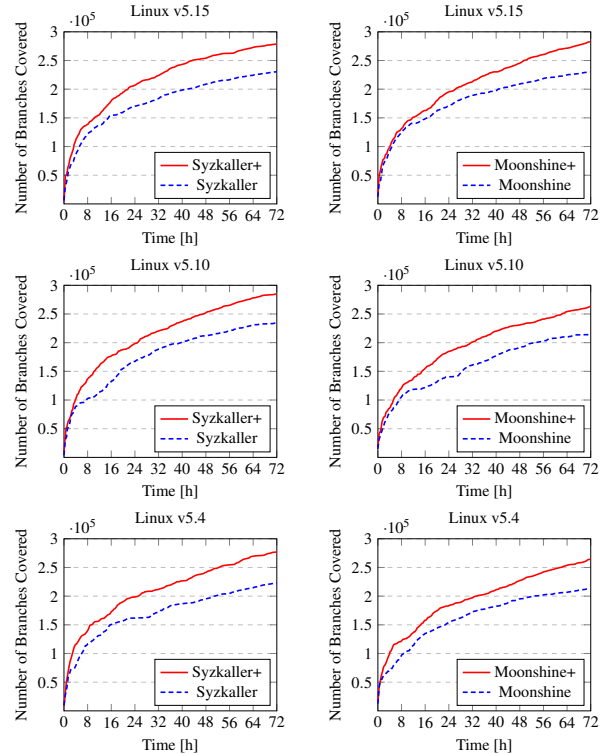 Linux v5.15
·10^5
Number of Branches Covered
3
2.5
2
1.5
1
0.5
0 8 16 24 32 40 48 56 64 72
Time [h]
Syzkaller+
Syzkaller
Linux v5.15
·10^5
Number of Branches Covered
3
2.5
2
1.5
1
0.5
0 8 16 24 32 40 48 56 64 72
Time [h]
Moonshine+
Moonshine
Linux v5.10
·10^5
Number of Branches Covered
3
2.5
2
1.5
1
0.5
0 8 16 24 32 40 48 56 64 72
Time [h]
Syzkaller+
Syzkaller
Linux v5.10
·10^5
Number of Branches Covered
3
2.5
2
1.5
1
0.5
0 8 16 24 32 40 48 56 64 72
Time [h]
Moonshine+
Moonshine
Linux v5.4
·10^5
Number of Branches Covered
3
2.5
2
1.5
1
0.5
0 8 16 24 32 40 48 56 64 72
Time [h]
Syzkaller+
Syzkaller
Linux v5.4
·10^5
Number of Branches Covered
3
2.5
2
1.5
1
0.5
0 8 16 24 32 40 48 56 64 72
Time [h]
Moonshine+
Moonshine